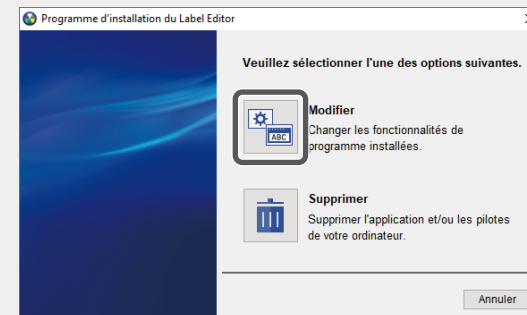 Programme d'installation du Label Editor
Veuillez sélectionner l'une des options suivantes.
Modifier
ABC
Changer les fonctionnalités de
programme installées.
Supprimer
Supprimer l'application et/ou les pilotes
de votre ordinateur.
Annuler